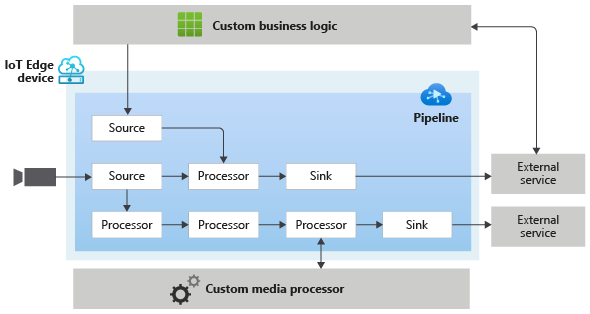 Custom business logic
IoT Edge
device
Pipeline
Source
Source
Processor
Sink
External
service
Processor
Processor
Processor
Sink
External
service
Custom media processor